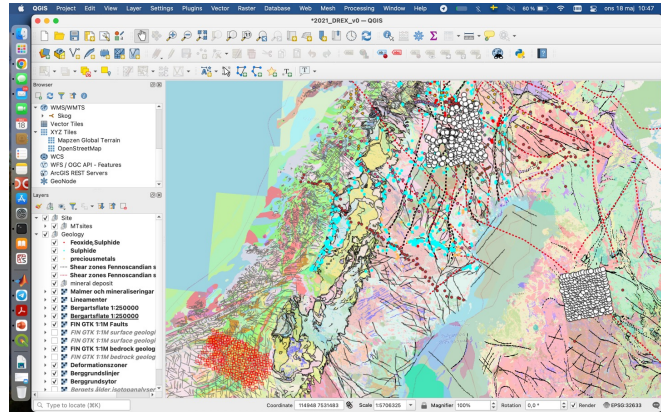 QGIS Project Edit View Layer Settings Plugins Vector Raster Database Web Mesh Processing Window Help 60 % ons 18 maj 10:47
*2021_DREX_v0 — QGIS
Browser
WMS/WMTS
Skog
Vector Tiles
XYZ Tiles
Mapzen Global Terrain
OpenStreetMap
WCS
WFS / OGC API - Features
ArcGIS REST Servers
GeoNode
Layers
Site
MTsites
Geology
Feoxide,Sulphide
Sulphide
preciousmetals
Shear zones Fennoscandian s
Shear zones Fennoscandian s
mineral deposit
Malmer och mineraliseringar
Lineamenter
Bergartsflate 1:250000
Bergartsflate 1:250000
FIN GTK 1:1M Faults
FIN GTK 1:1M surface geologi
FIN GTK 1:1M surface geologi
FIN GTK 1:1M bedrock geolog
FIN GTK 1:1M bedrock geolog
Deformationszoner
Berggrundslinjer
Berggrundsytor
Type to locate (⌘K) Coordinate 114948 7531463 Scale 1:5706325 Magnifier 100% Rotation 0,0 ° Render EPSG:32633